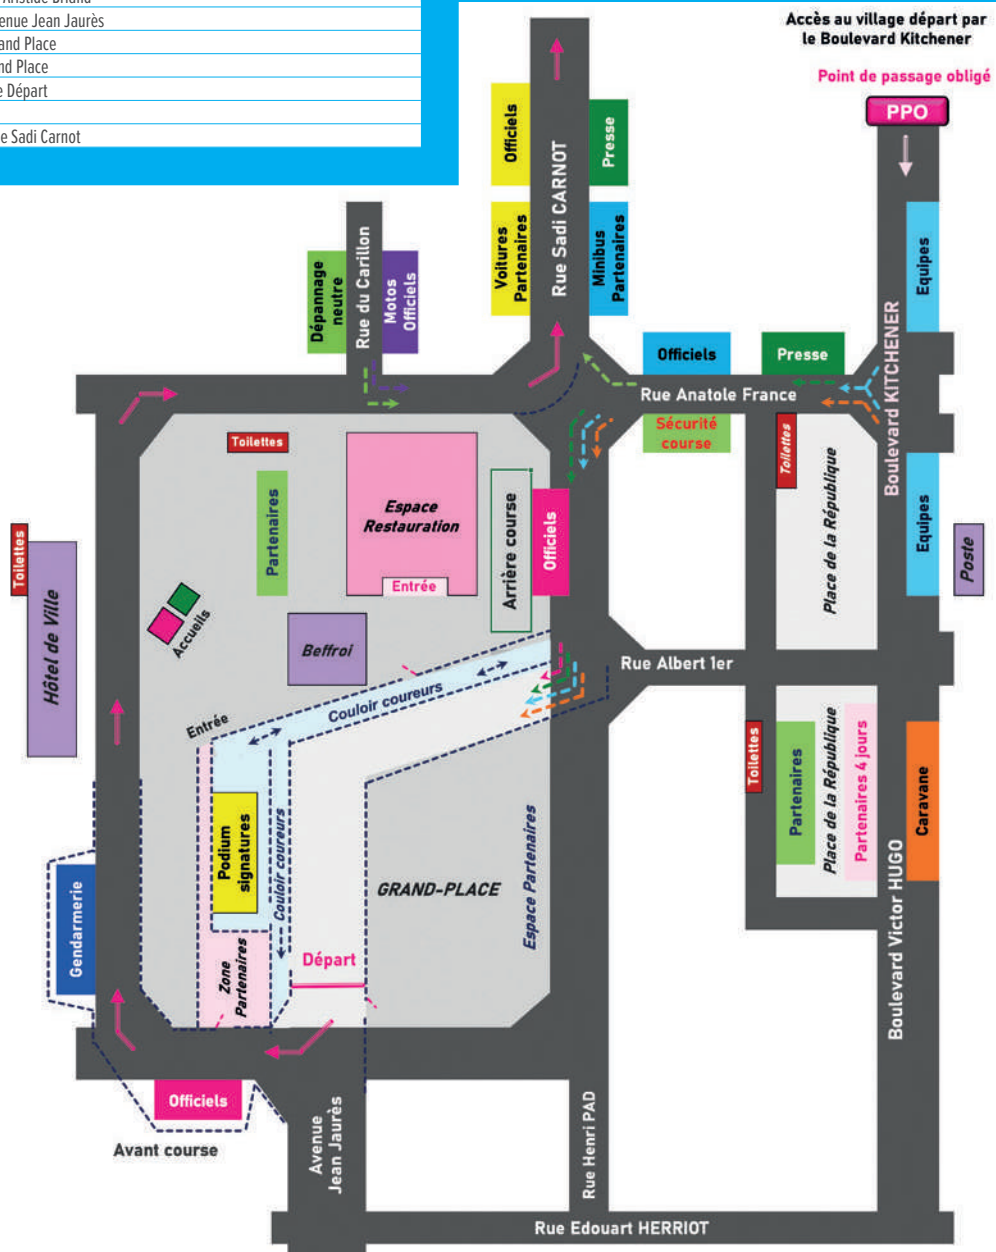 Aristide Briand
enue Jean Jaurès
and Place
nd Place
e Départ
e Sadi Carnot
Accès au village départ par
le Boulevard Kitchener
Point de passage obligé
PPO
Officiels
Presse
Rue Sadi CARNOT
Voitures
Partenaires
Minibus
Partenaires
Equipes
Dépannage
neutre
Rue du Carillon
Motos
Officiels
Officiels
Presse
Boulevard KITCHENER
Rue Anatole France
Sécurité
course
Toilettes
Toilettes
Partenaires
Espace
Restauration
Entrée
Arrière course
Officiels
Place de la République
Equipes
Poste
Toilettes
Hôtel de Ville
Accueils
Beffroi
Rue Albert 1er
Couloir coureurs
Entrée
Podium
signatures
Couloir coureurs
GRAND-PLACE
Espace Partenaires
Toilettes
Partenaires
Place de la République
Partenaires 4 jours
Caravane
Boulevard Victor HUGO
Gendarmerie
Zone
Partenaires
Départ
Officiels
Avant course
Avenue
Jean Jaurès
Rue Henri PAD
Rue Edouart HERRIOT